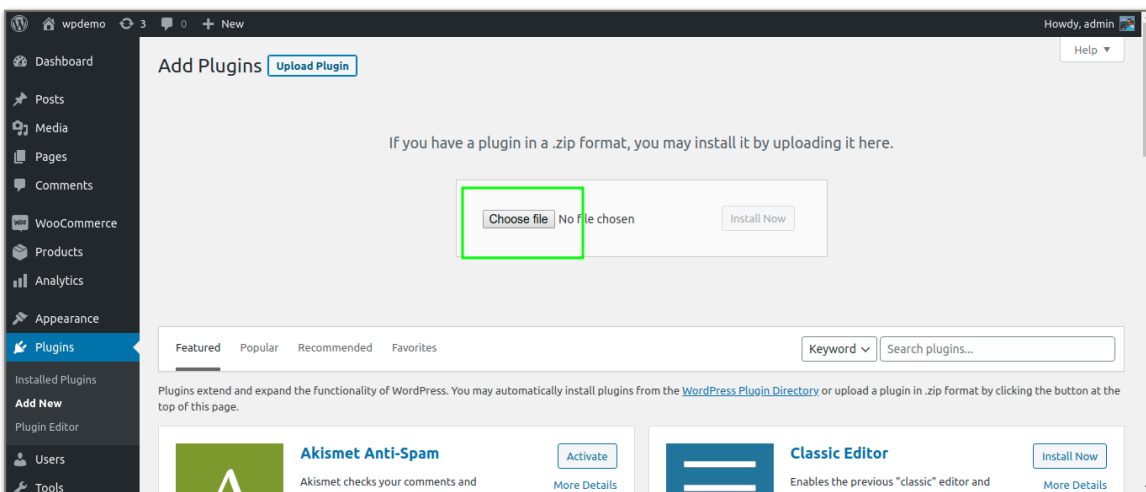 wpdemo 3 0 + New Howdy, admin
Help ▼
Dashboard
Posts
Media
Pages
Comments
WooCommerce
Products
Analytics
Appearance
Plugins
Installed Plugins
Add New
Plugin Editor
Users
Tools
Add Plugins Upload Plugin
If you have a plugin in a .zip format, you may install it by uploading it here.
Choose file No file chosen Install Now
Featured Popular Recommended Favorites Keyword Search plugins...
Plugins extend and expand the functionality of WordPress. You may automatically install plugins from the WordPress Plugin Directory or upload a plugin in .zip format by clicking the button at the
top of this page.
Akismet Anti-Spam Activate
Akismet checks your comments and More Details
Classic Editor Install Now
Enables the previous "classic" editor and More Details